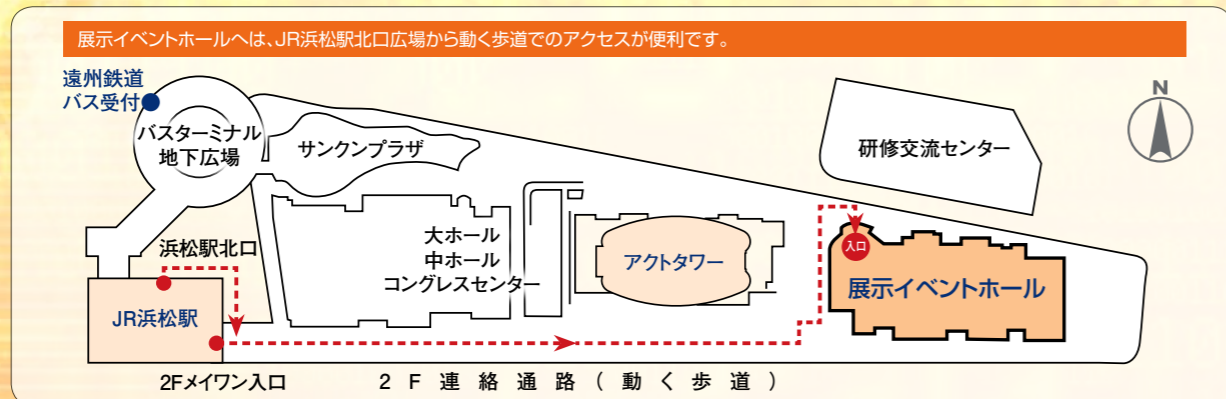 展示イベントホールへは、JR浜松駅北口広場から動く歩道でのアクセスが便利です。
遠州鉄道
バス受付
バスターミナル
地下広場
サンクンプラザ
研修交流センター
N
浜松駅北口
大ホール
中ホール
コングレスセンター
アクトタワー
入口
展示イベントホール
JR浜松駅
2Fメイワン入口
2F連絡通路(動く歩道)